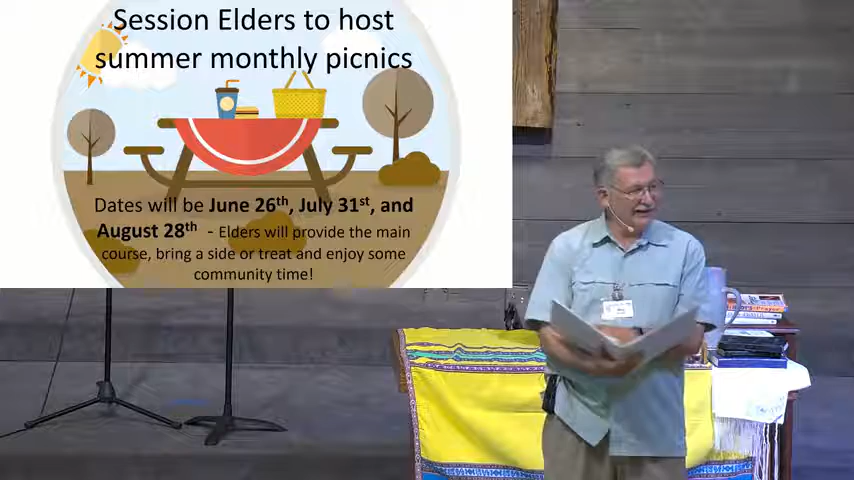 Session Elders to host
summer monthly picnics
Dates will be June 26th, July 31st, and
August 28th - Elders will provide the main
course, bring a side or treat and enjoy some
community time!